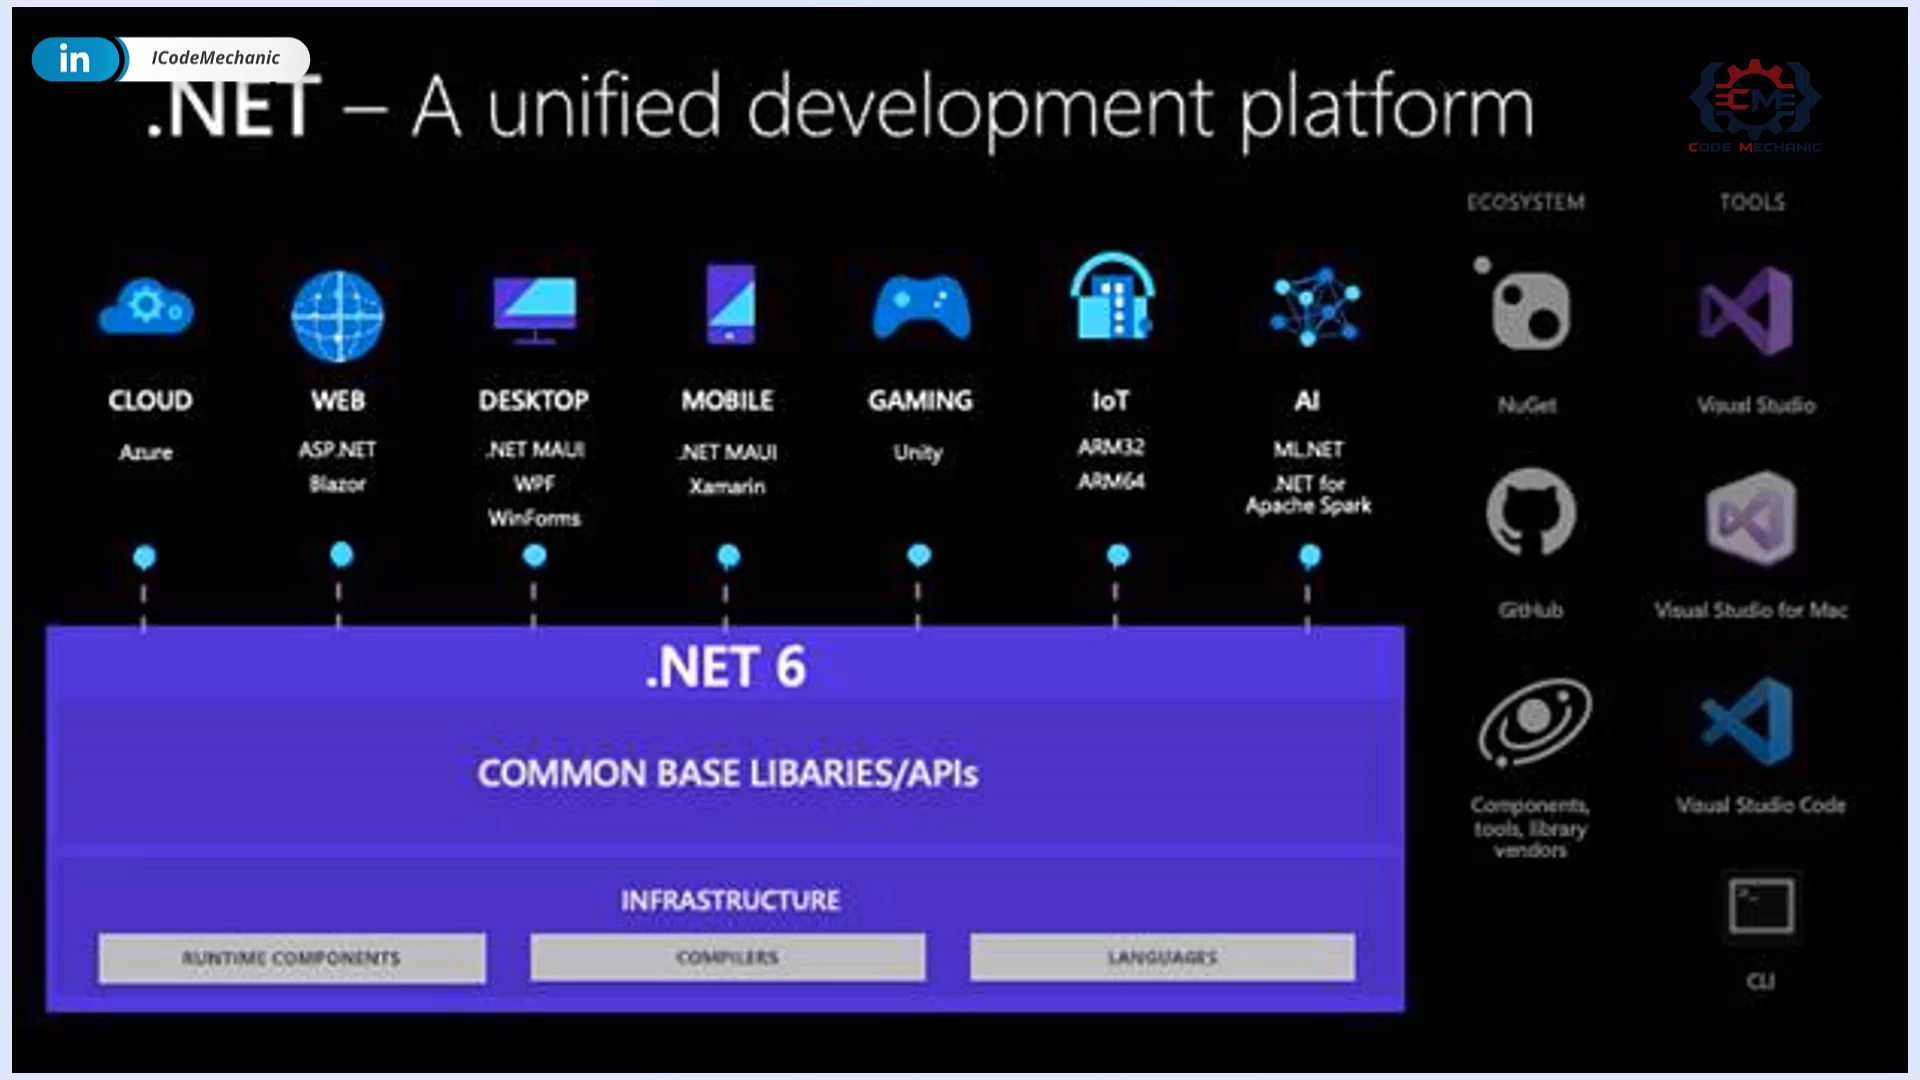 in
ICodeMechanic
.NET – A unified development platform
CME
CODE MECHANIC
ECOSYSTEM
TOOLS
CLOUD
Azure
WEB
ASP.NET
Blazor
DESKTOP
.NET MAUI
WPF
WinForms
MOBILE
.NET MAUI
Xamarin
GAMING
Unity
IoT
ARM32
ARM64
AI
ML.NET
.NET for
Apache Spark
NuGet
Visual Studio
GitHub
Visual Studio for Mac
Components,
tools, library
vendors
Visual Studio Code
CLI
.NET 6
COMMON BASE LIBARIES/APIs
INFRASTRUCTURE
RUNTIME COMPONENTS
COMPILERS
LANGUAGES